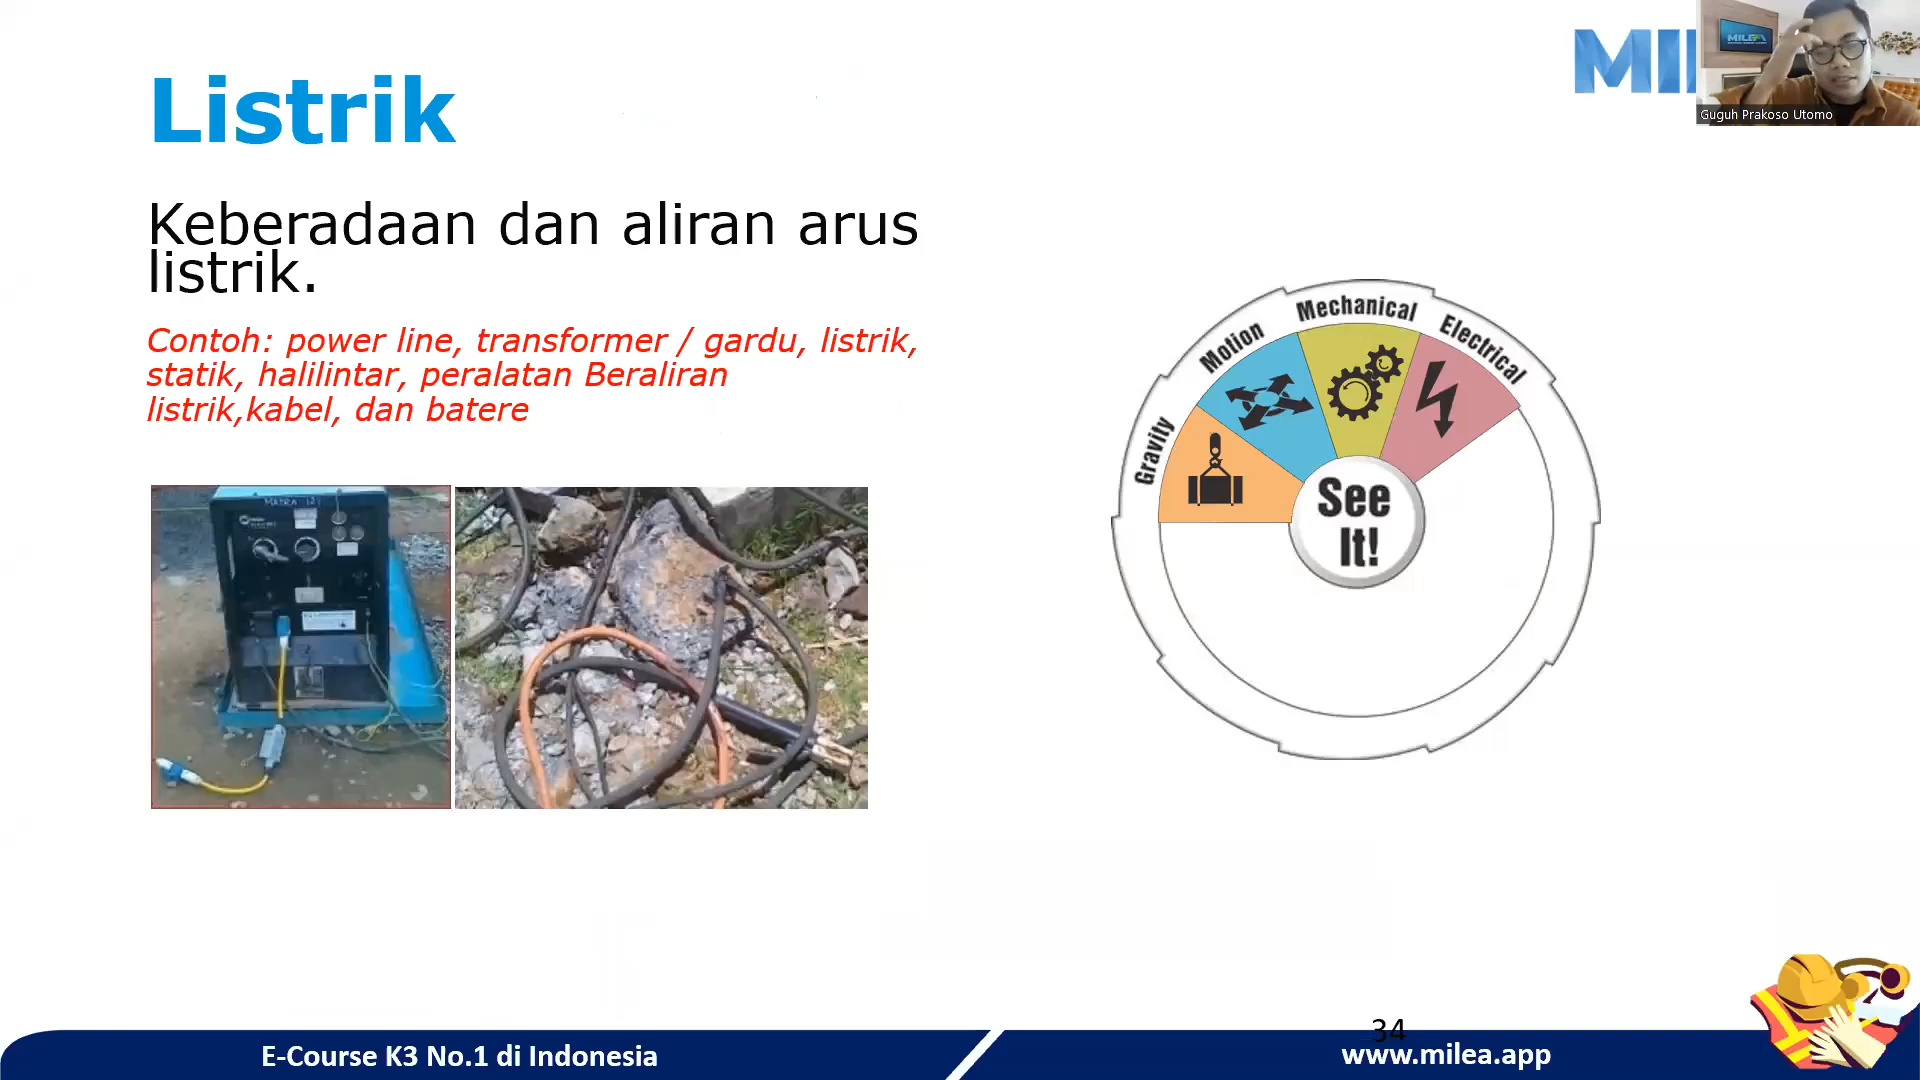 Listrik
MIL
MILEA
Guguh Prakoso Utomo
Keberadaan dan aliran arus
listrik.
Contoh: power line, transformer / gardu, listrik,
statik, halilintar, peralatan Beraliran
listrik,kabel, dan batere
Gravity
Motion
Mechanical
Electrical
See
It!
34
E-Course K3 No.1 di Indonesia
www.milea.app